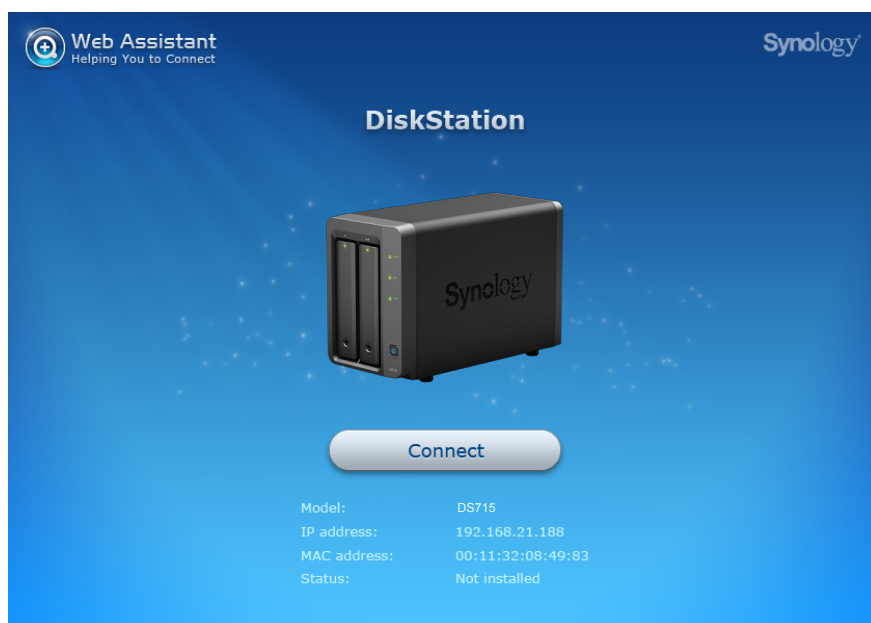 Web Assistant
Helping You to Connect
Synology
DiskStation
Synology
Connect
Model: DS715
IP address: 192.168.21.188
MAC address: 00:11:32:08:49:83
Status: Not installed